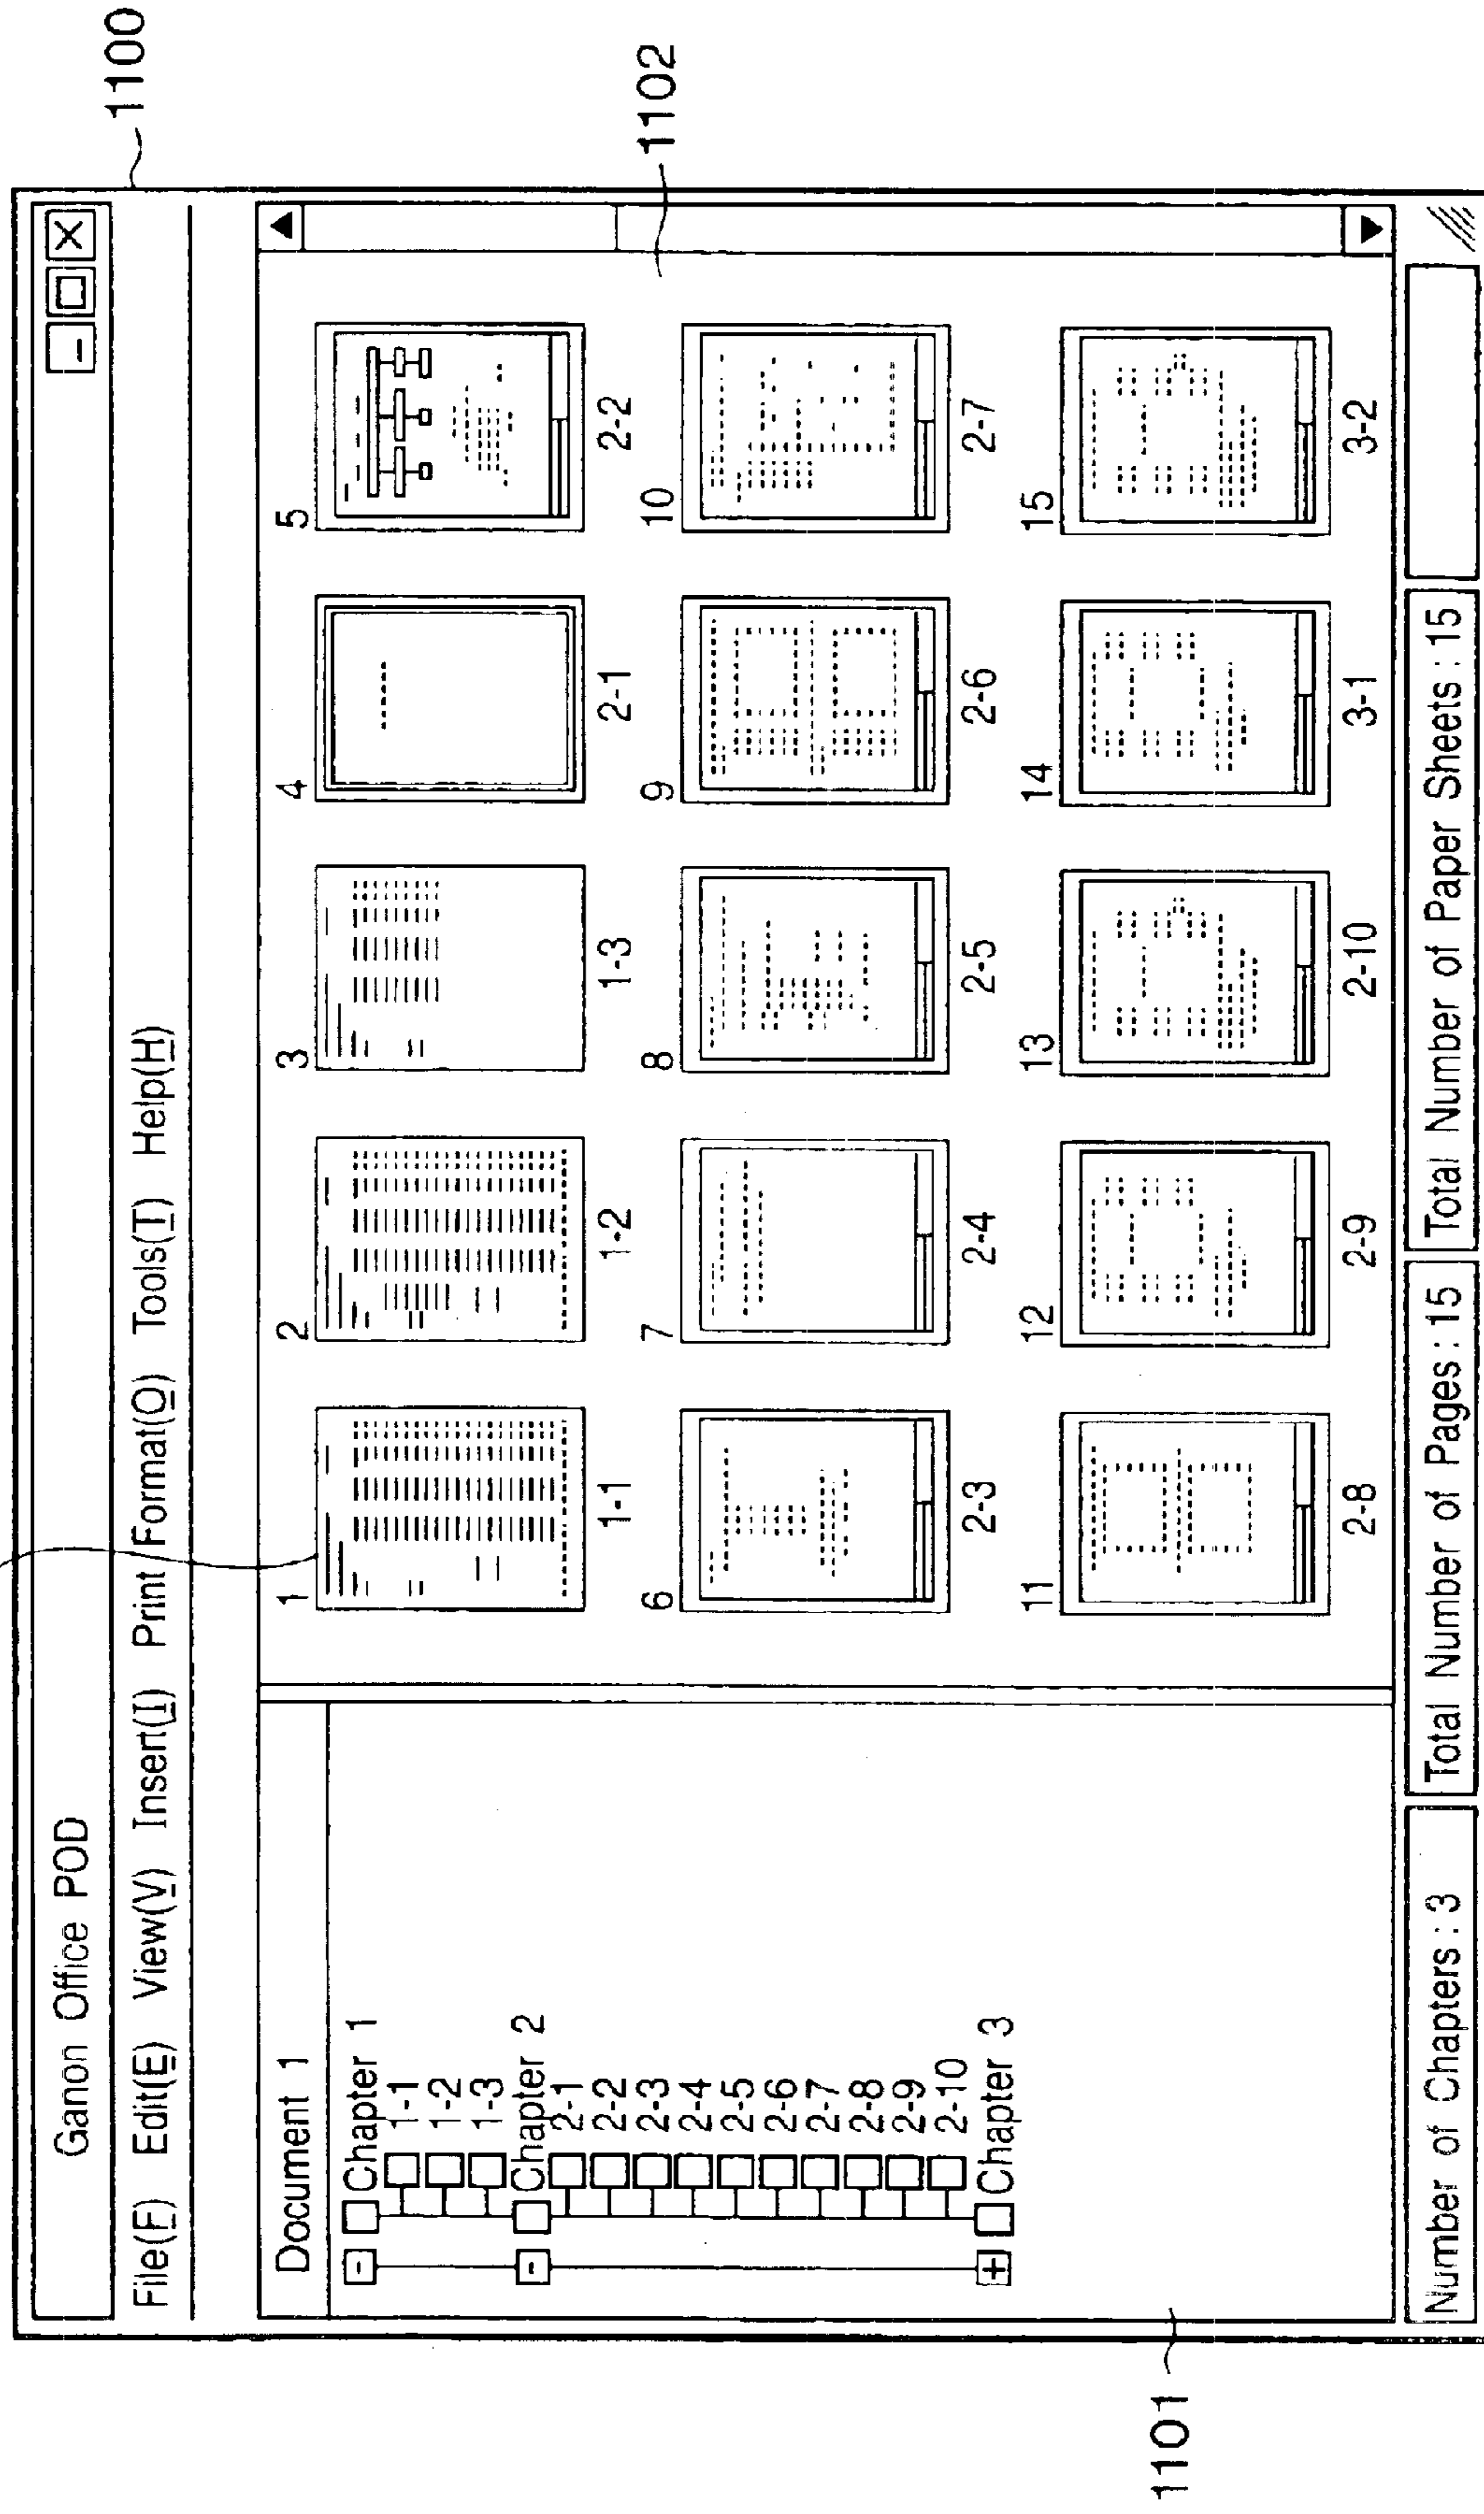 1100
Ganon Office POD
File(F) Edit(E) View(V) Insert(I) Print Format(O) Tools(T) Help(H)
Document 1
Chapter 1
1-1
1-2
1-3
Chapter 2
2-1
2-2
2-3
2-4
2-5
2-6
2-7
2-8
2-9
2-10
Chapter 3
1 2 3 4 5
1-1 1-2 1-3 2-1 2-2
1102
6 7 8 9 10
2-3 2-4 2-5 2-6 2-7
11 12 13 14 15
2-8 2-9 2-10 3-1 3-2
1101
Number of Chapters : 3 Total Number of Pages : 15 Total Number of Paper Sheets : 15